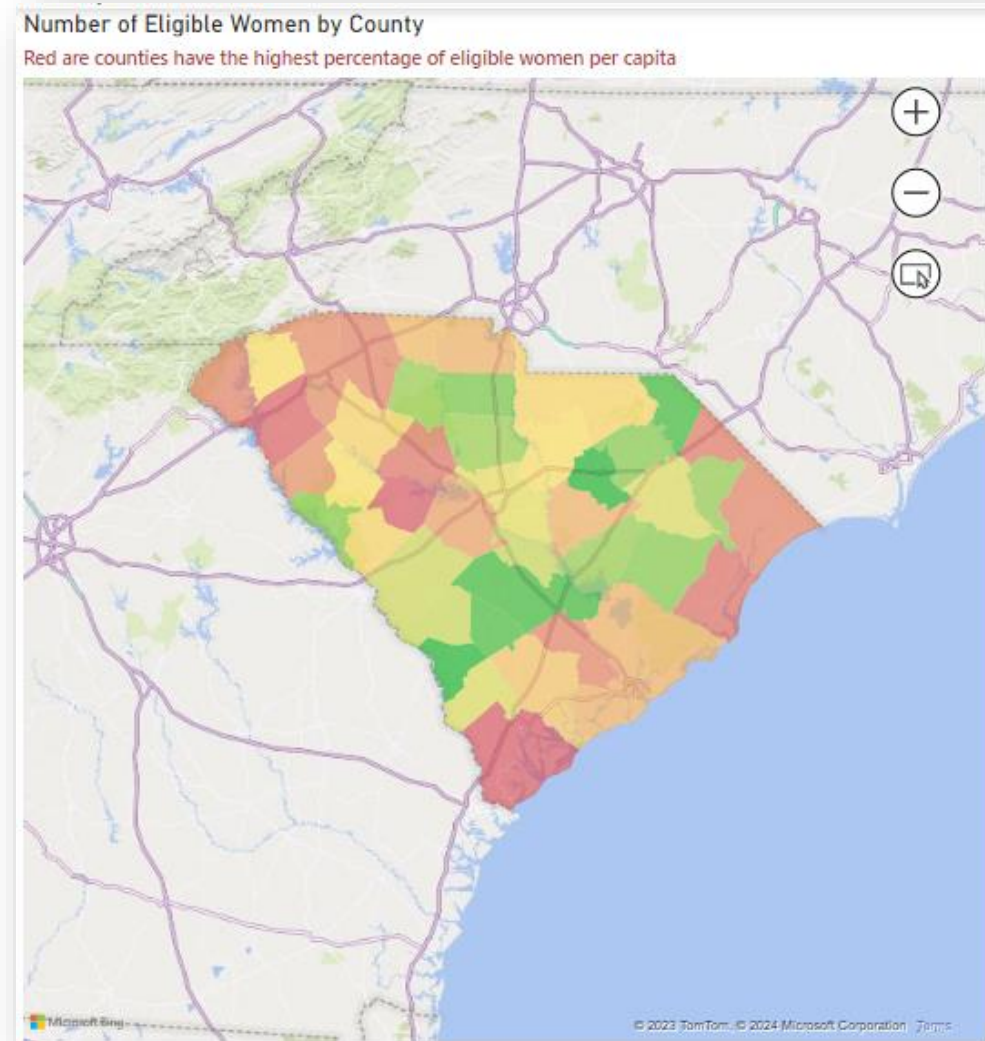 Number of Eligible Women by County
Red are counties have the highest percentage of eligible women per capita
Microsoft Bing
© 2023 TomTom, © 2024 Microsoft Corporation Terms